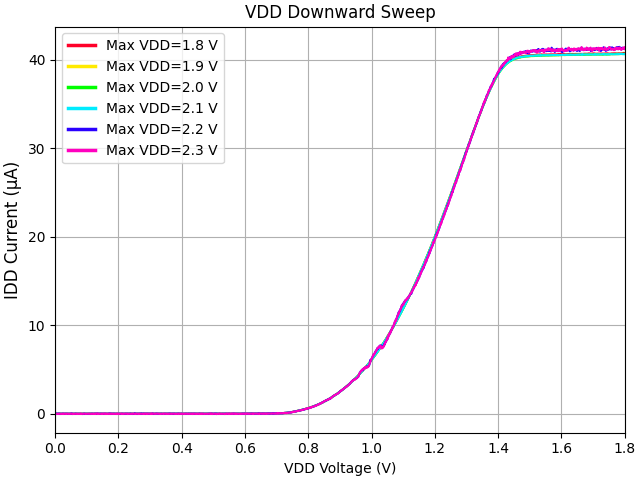 VDD Downward Sweep
Max VDD=1.8 V
Max VDD=1.9 V
Max VDD=2.0 V
Max VDD=2.1 V
Max VDD=2.2 V
Max VDD=2.3 V
IDD Current (μA)
40
30
20
10
0
0.0 0.2 0.4 0.6 0.8 1.0 1.2 1.4 1.6 1.8
VDD Voltage (V)